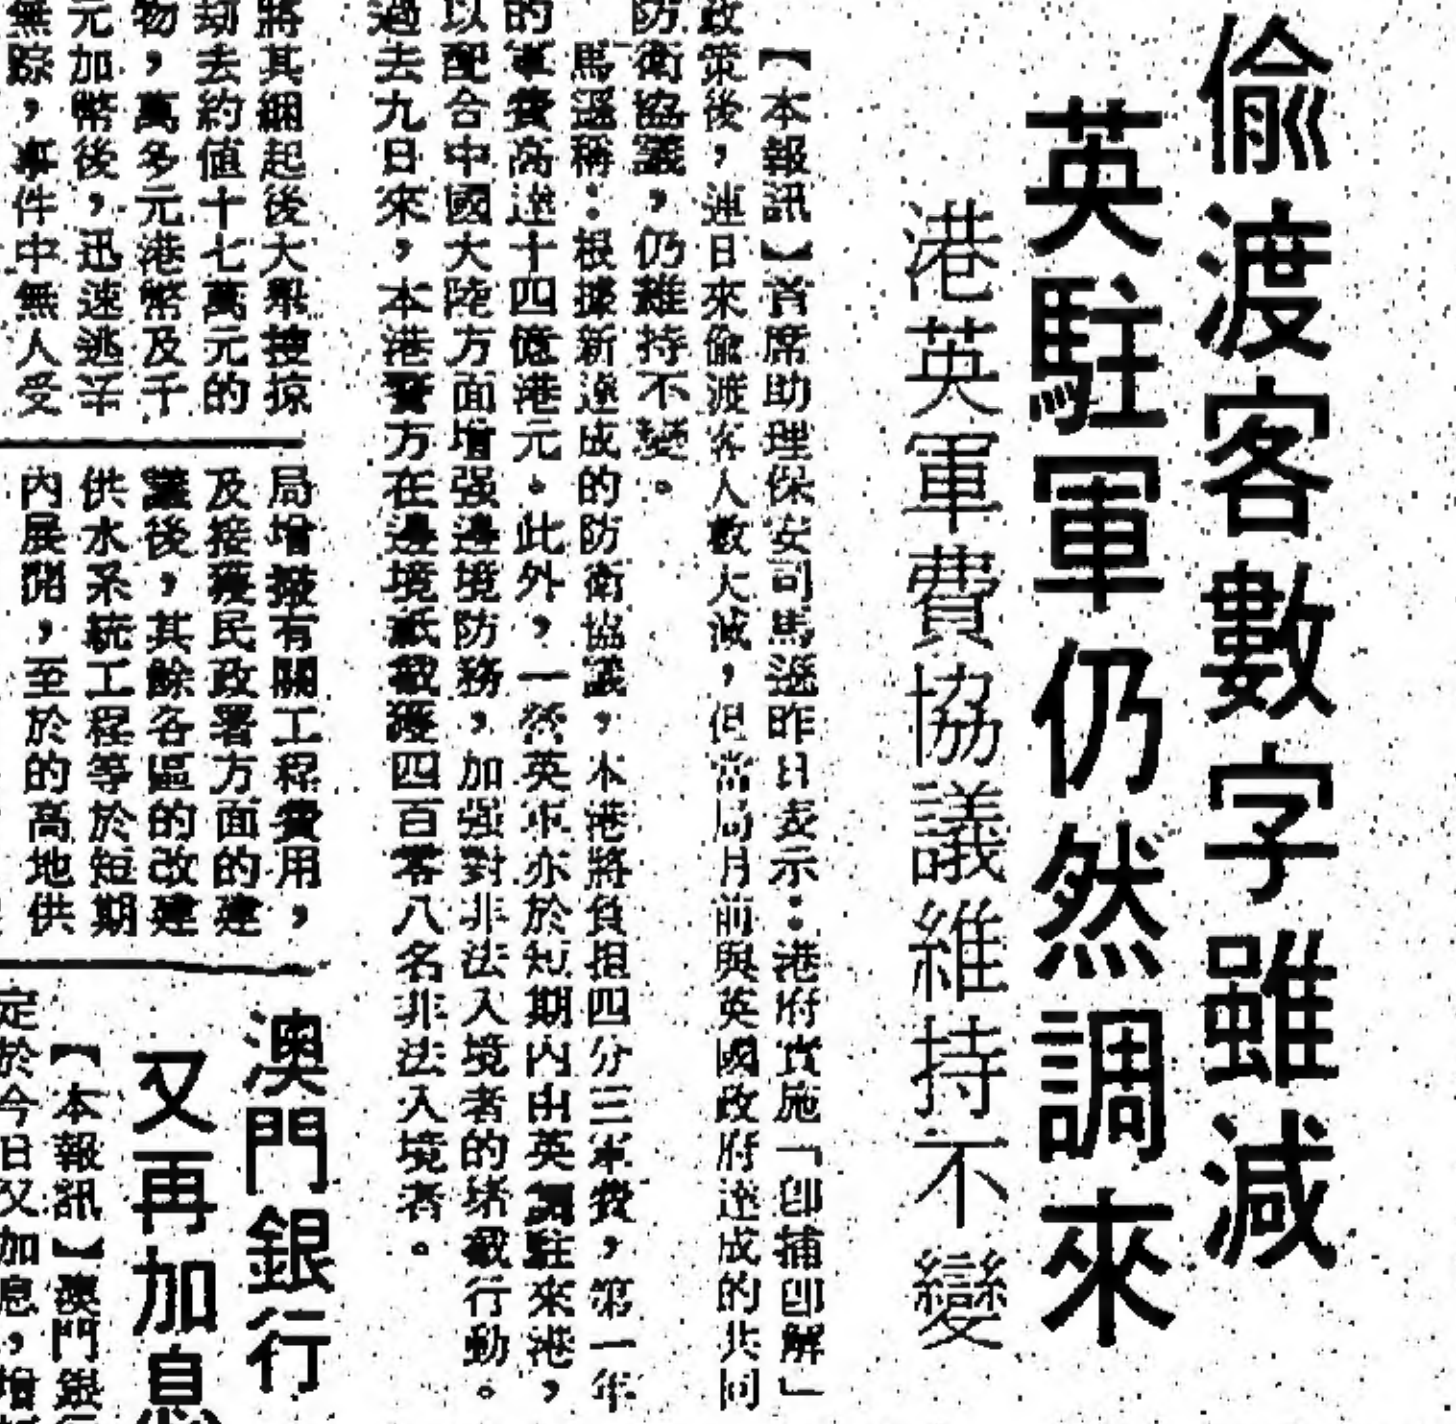 偷渡客數字雖減
英駐軍仍然調來
港英軍費協議維持不變
【本報訊】首席助理保安司馬遜昨日表示：港府實施「即捕即解」
政策後，連日來偷渡客人數大減，但當局月前與英國政府達成的共同
防衛協議，仍維持不變。
馬遜稱：根據新達成的防衛協議，本港將負担四分三軍費，第一年
的軍費高達十四億港元。此外，一營英軍亦於短期內由英調駐來港，
以配合中國大陸方面增强邊境防務，加强對非法入境者的堵截行動。
過去九日來，本港警方在邊境祇截獲四百零八名非法入境者。
將其綑起後大舉搜掠
劫去約值十七萬元的
物，萬多元港幣及千
元加幣後，迅速逃去
無踪，事件中無人受
局增撥有關工程費用，
及接獲民政署方面的建
議後，其餘各區的改建
供水系統工程等於短期
內展開，至於的高地供
澳門銀行
又再加息
【本報訊】澳門銀行
定於今日又加息，增